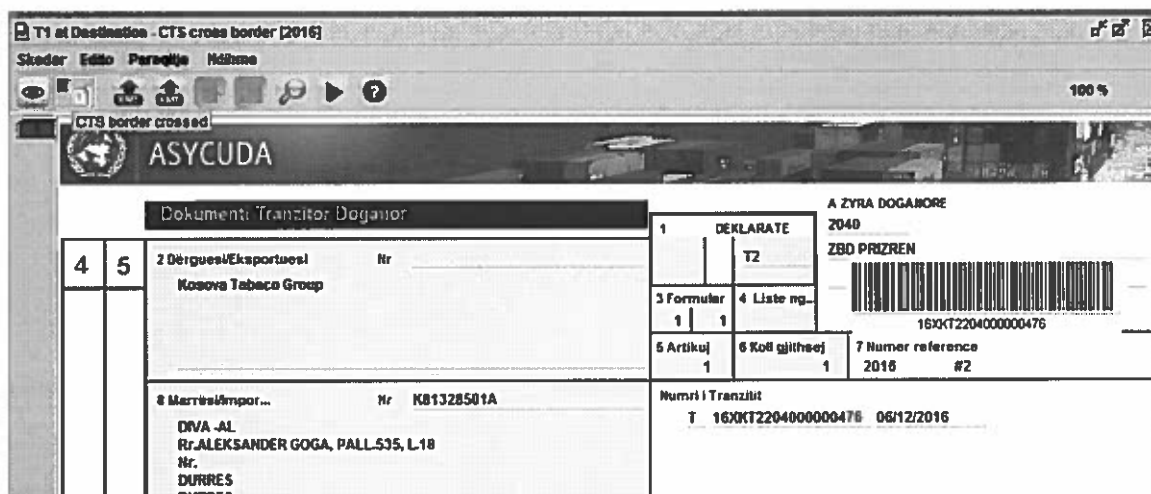 T1 at Destination - CTS cross border [2016]
Skedar Edito Paraqitje Ndihme
100 %
CTS border crossed
ASYCUDA
Dokumenti Tranzitor Doganor
A ZYRA DOGANORE
2040
ZBD PRIZREN
1 DEKLARATE
T2
4 5
2 Dërguesi/Eksportuesi Nr
Kosova Tabaco Group
3 Formular 4 Liste ng...
1 1
16XKT2204000000476
5 Artikuj 6 Koli gjithsej 7 Numer reference
1 1 2016 #2
8 Marrësi/Impor... Nr K81328501A
Numri i Tranzitit
T 16XKT2204000000476 06/12/2016
DIVA -AL
Rr.ALEKSANDER GOGA, PALL.535, L.18
Nr.
DURRES
DURRES